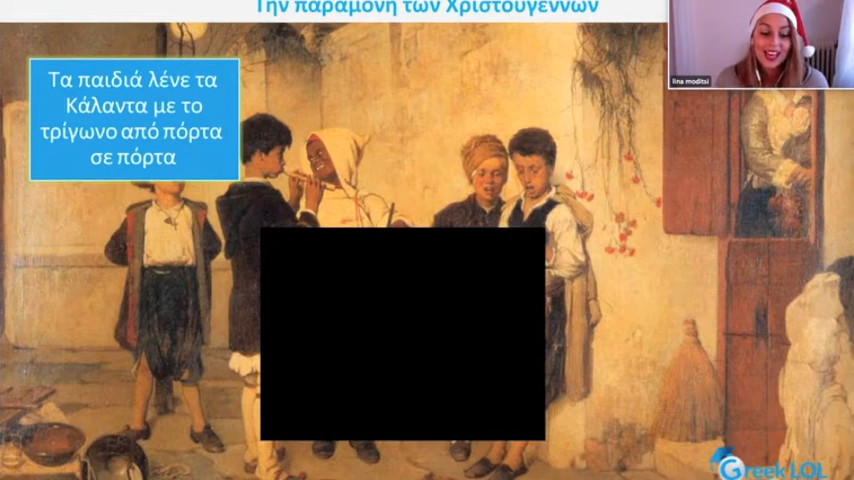 Την παραμονή των Χριστουγέννων
lina moditsi
Τα παιδιά λένε τα
Κάλαντα με το
τρίγωνο από πόρτα
σε πόρτα
Greek LOL